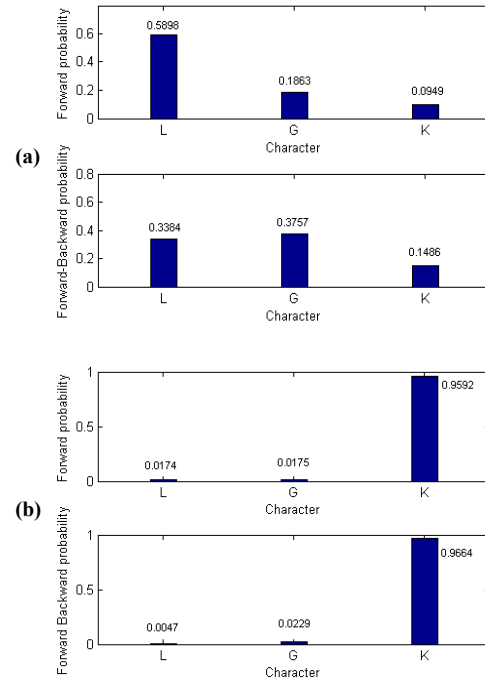 Forward probability
0.6
0.4
0.2
0
0.5898
0.1863
0.0949
L G K
Character
(a)
Forward-Backward probability
0.8
0.6
0.4
0.2
0
0.3384
0.3757
0.1486
L G K
Character
Forward probability
1
0.5
0
0.0174
0.0175
0.9592
L G K
Character
(b)
Forward Backward probability
1
0.5
0
0.0047
0.0229
0.9664
L G K
Character